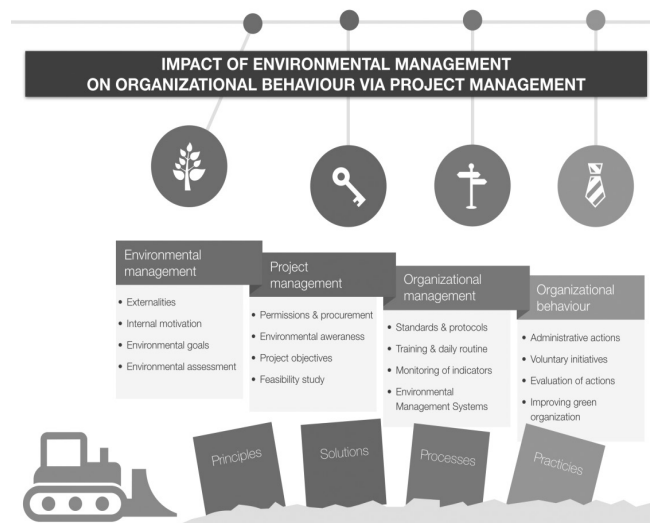 IMPACT OF ENVIRONMENTAL MANAGEMENT
ON ORGANIZATIONAL BEHAVIOUR VIA PROJECT MANAGEMENT
Environmental
management
• Externalities
• Internal motivation
• Environmental goals
• Environmental assessment
Project
management
• Permissions & procurement
• Environmental aweraness
• Project objectives
• Feasibility study
Organizational
management
• Standards & protocols
• Training & daily routine
• Monitoring of indicators
• Environmental
Management Systems
Organizational
behaviour
• Administrative actions
• Voluntary initiatives
• Evaluation of actions
• Improving green
organization
Principles
Solutions
Processes
Practicies